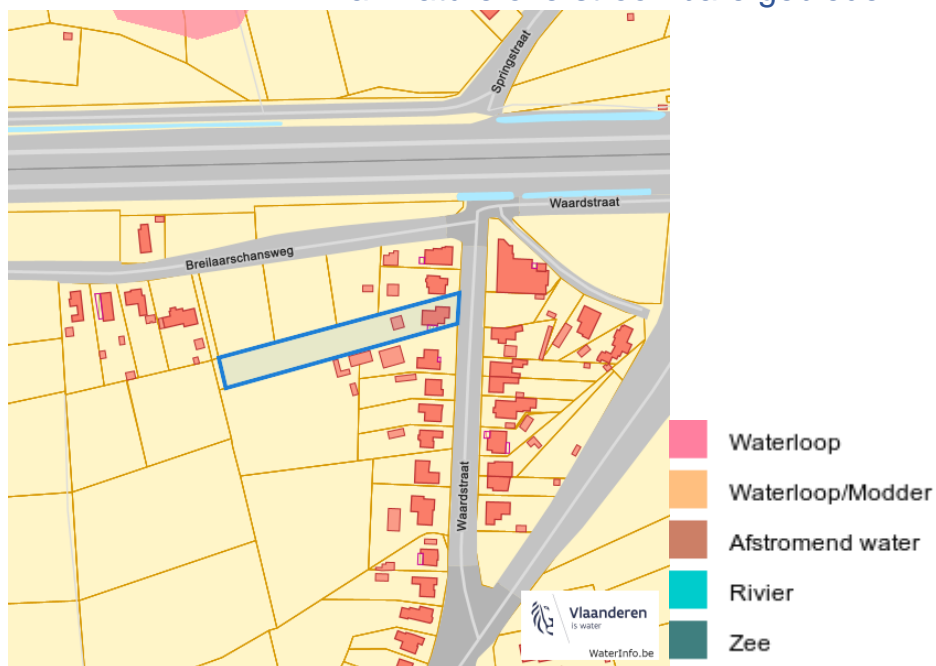 Springstraat
Waardstraat
Breilaarschansweg
Waardstraat
Waterloop
Waterloop/Modder
Afstromend water
Rivier
Zee
Vlaanderen
is water
WaterInfo.be